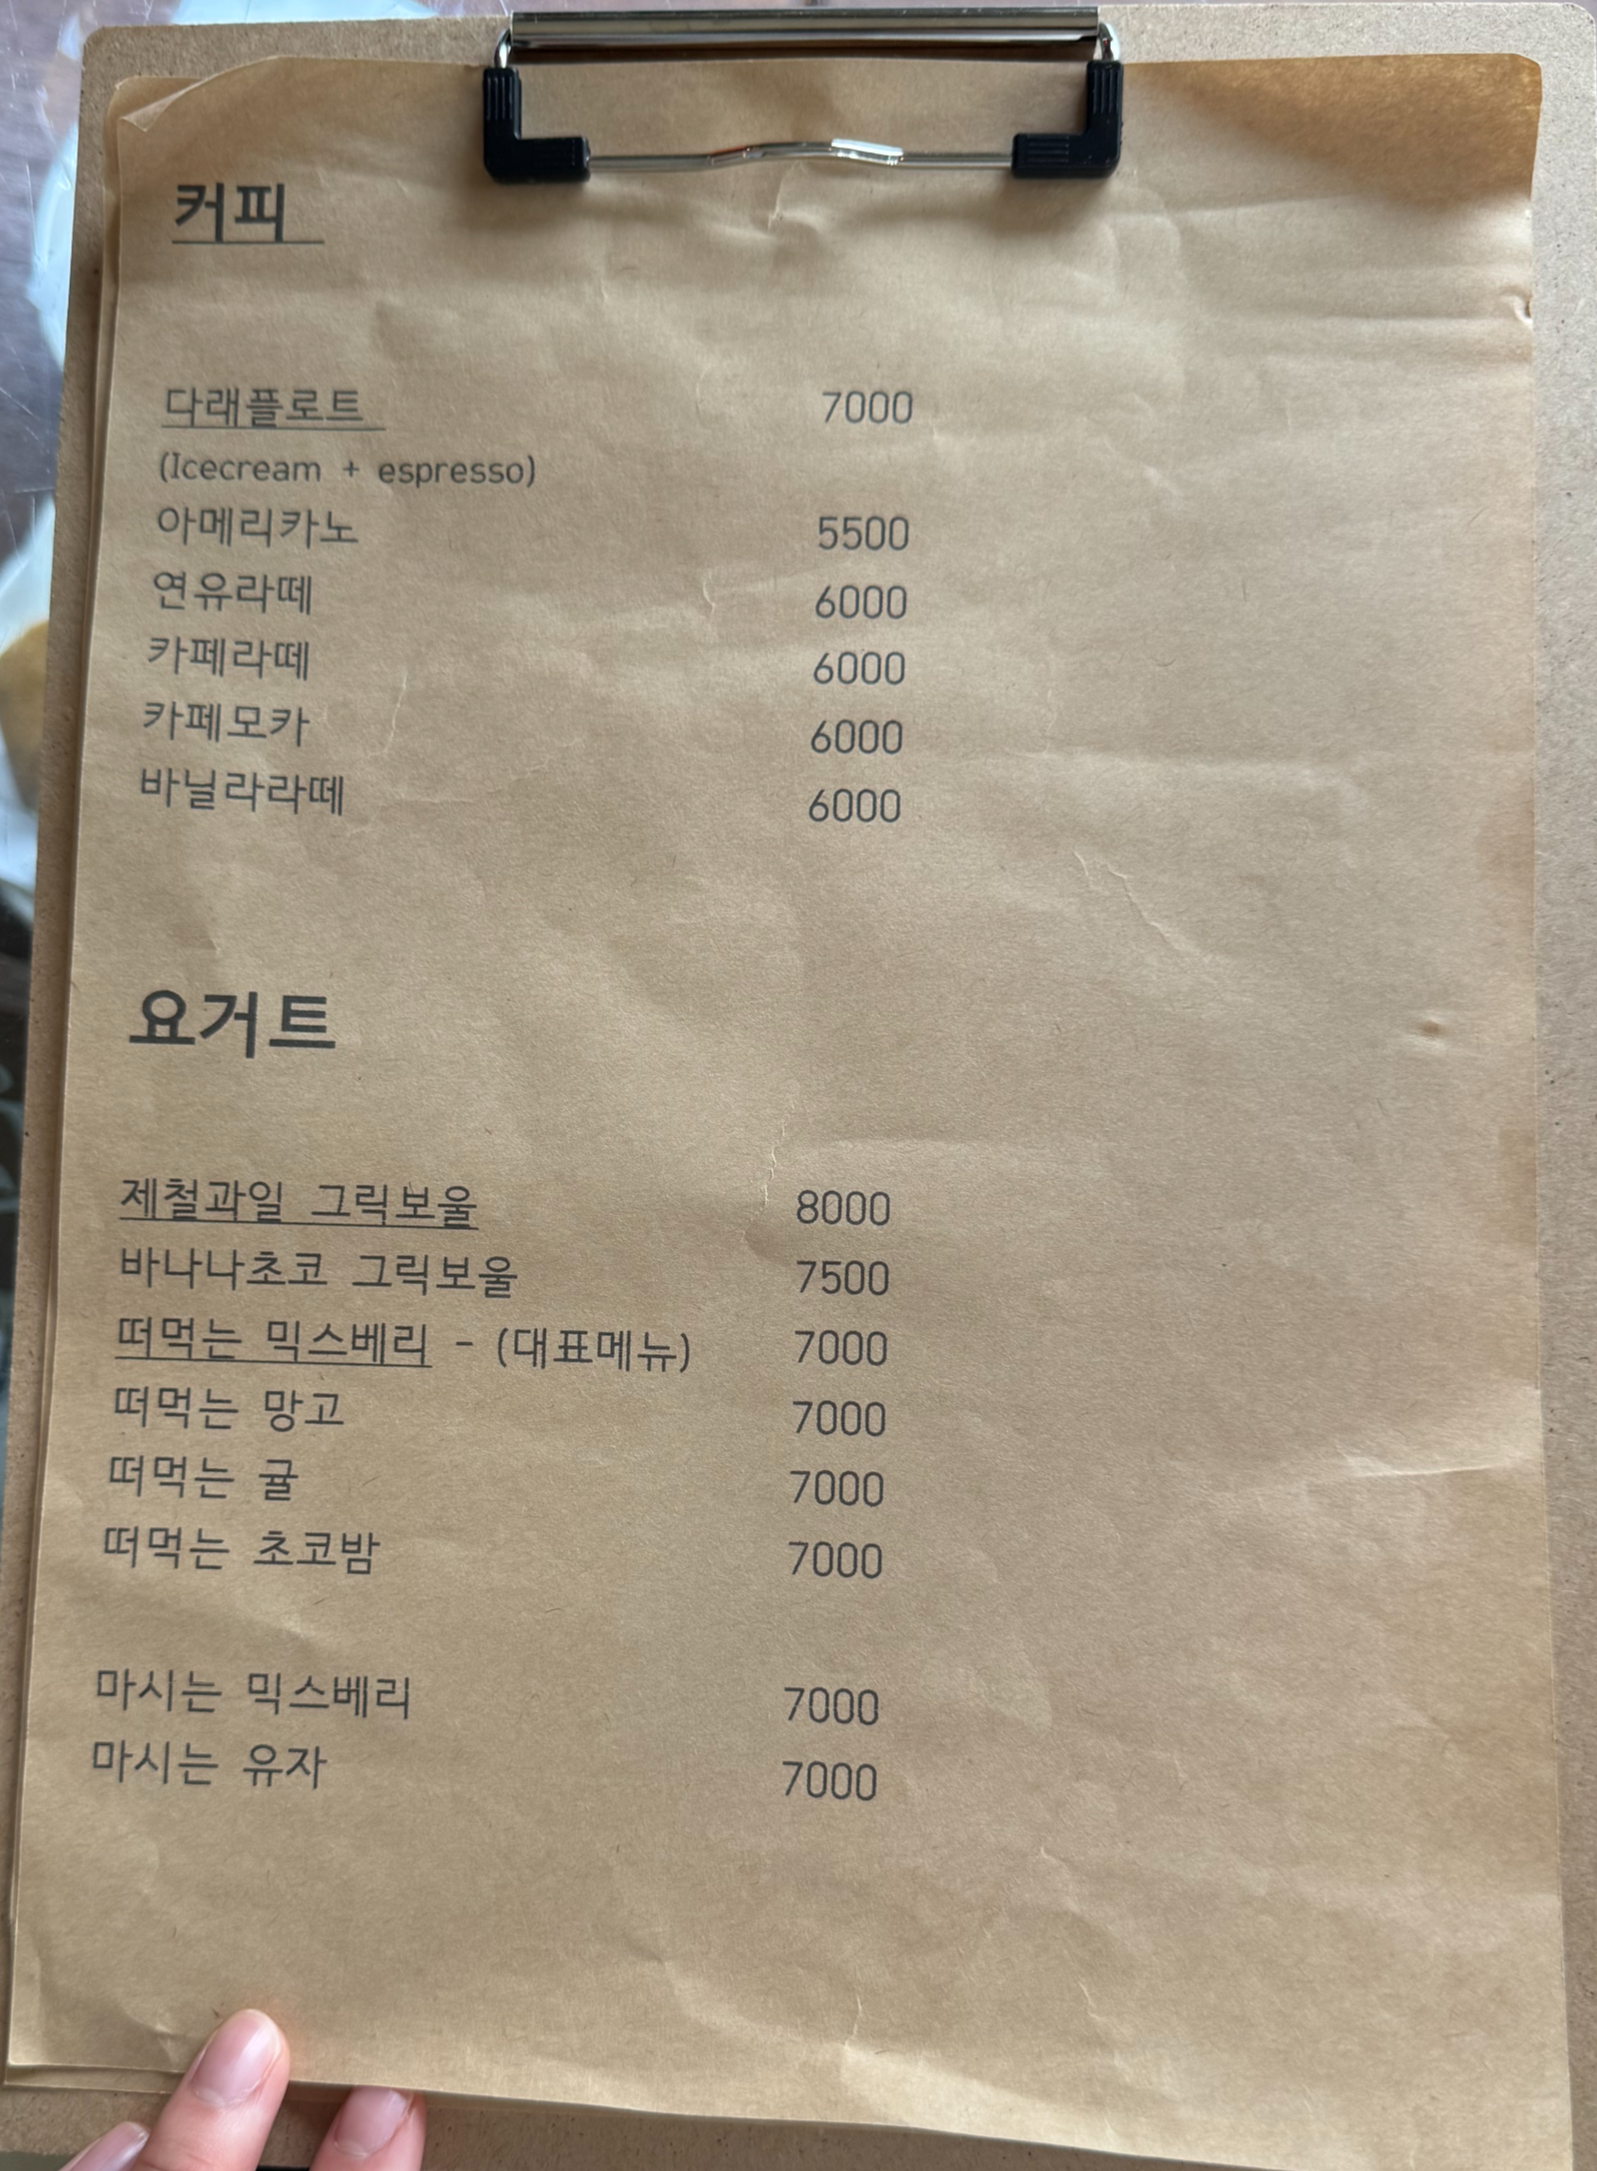 커피
다래플로트 7000
(Icecream + espresso)
아메리카노 5500
연유라떼 6000
카페라떼 6000
카페모카 6000
바닐라라떼 6000
요거트
제철과일 그릭보울 8000
바나나초코 그릭보울 7500
떠먹는 믹스베리 - (대표메뉴) 7000
떠먹는 망고 7000
떠먹는 귤 7000
떠먹는 초코밤 7000
마시는 믹스베리 7000
마시는 유자 7000